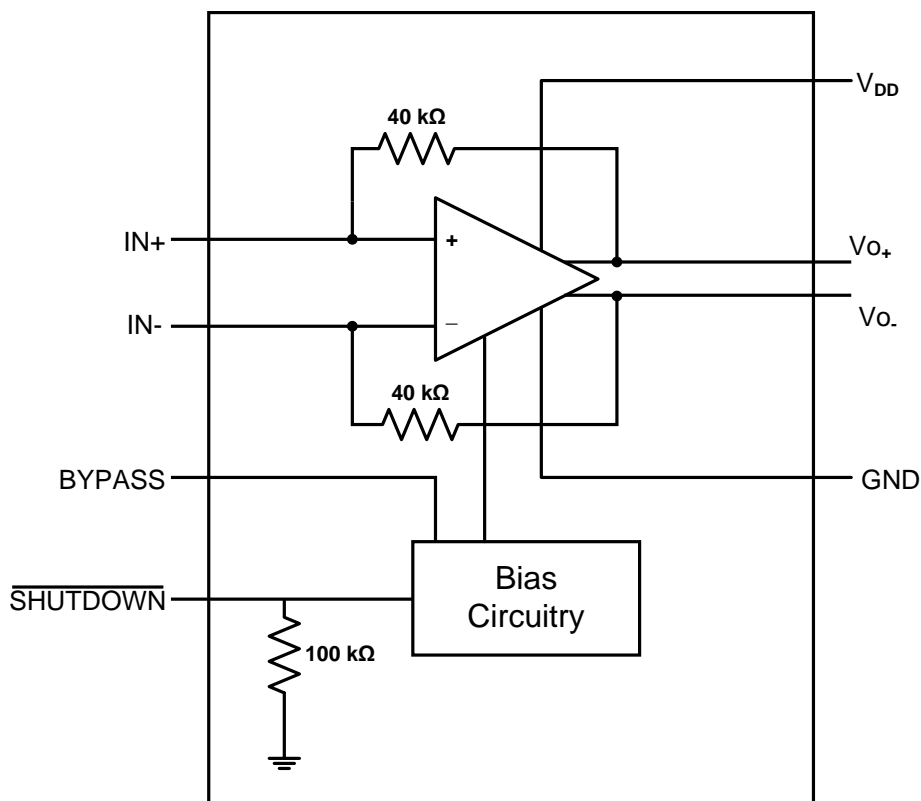 V_DD
40 kΩ
IN+
+
Vo+
IN-
–
Vo-
40 kΩ
BYPASS
GND
Bias
Circuitry
SHUTDOWN
100 kΩ